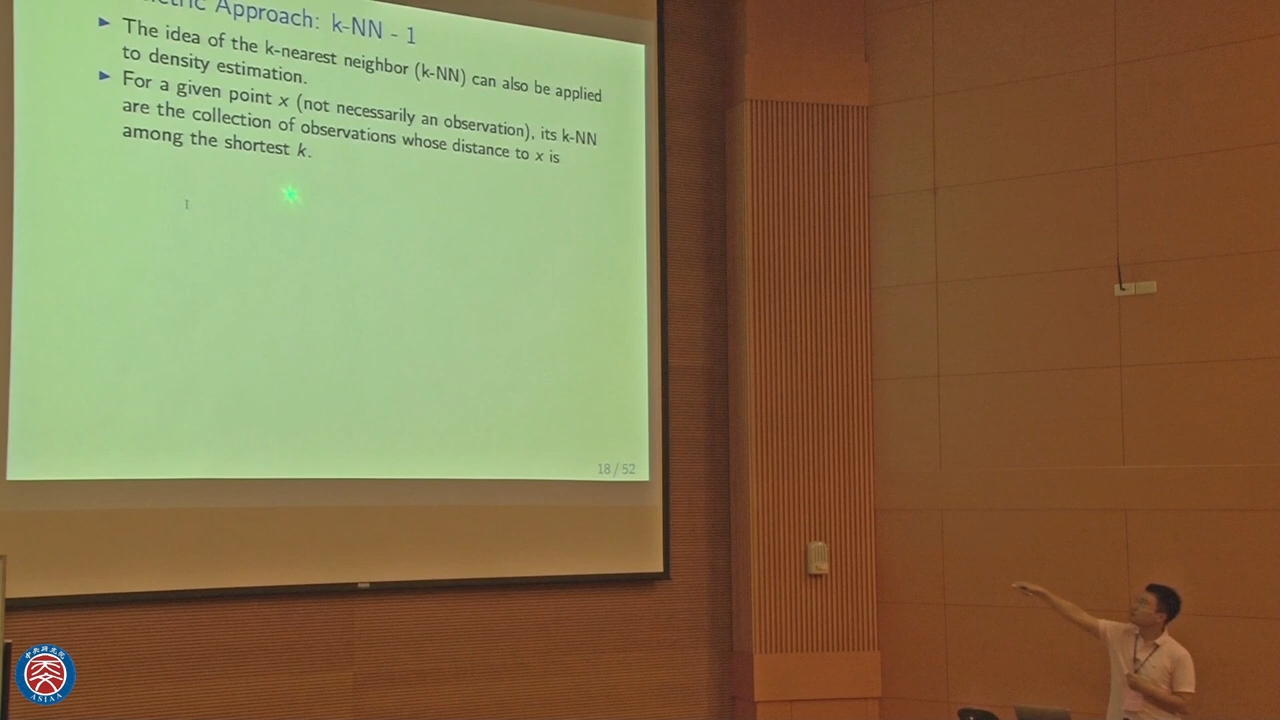 Approach: k-NN - 1
▶ The idea of the k-nearest neighbor (k-NN) can also be applied
to density estimation.
▶ For a given point x (not necessarily an observation), its k-NN
are the collection of observations whose distance to x is
among the shortest k.
18 / 52
ASIAA